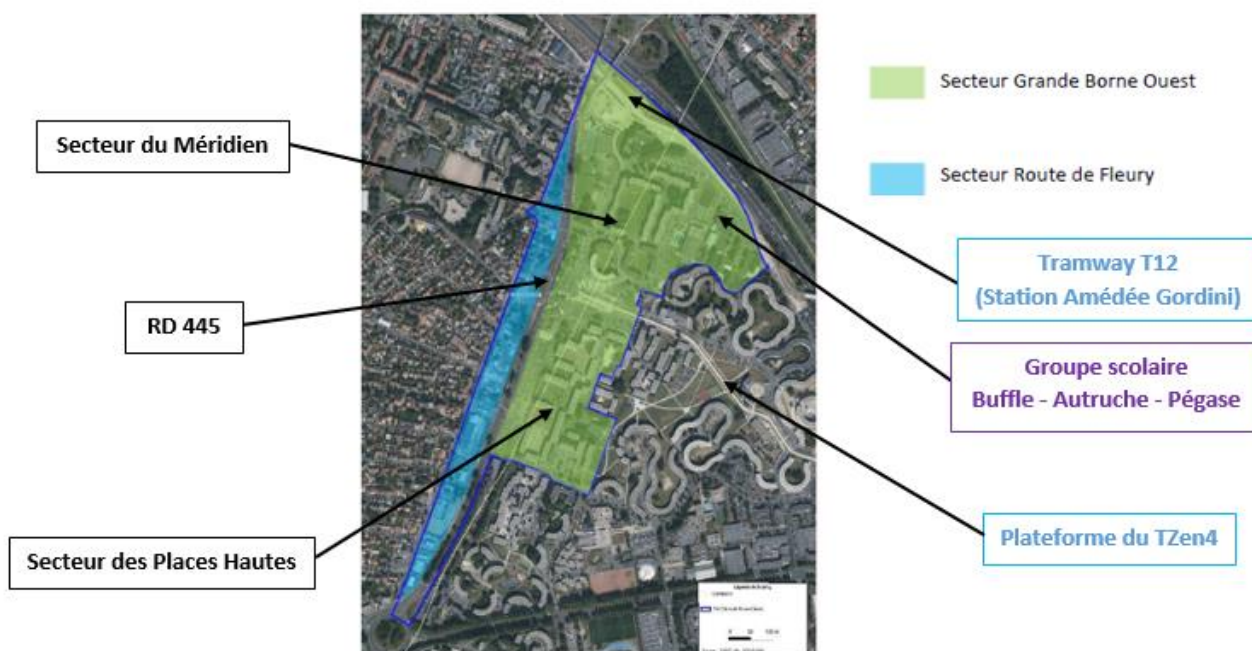 Secteur Grande Borne Ouest
Secteur du Méridien
Secteur Route de Fleury
Tramway T12
(Station Amédée Gordini)
RD 445
Groupe scolaire
Buffle - Autruche - Pégase
Plateforme du TZen4
Secteur des Places Hautes